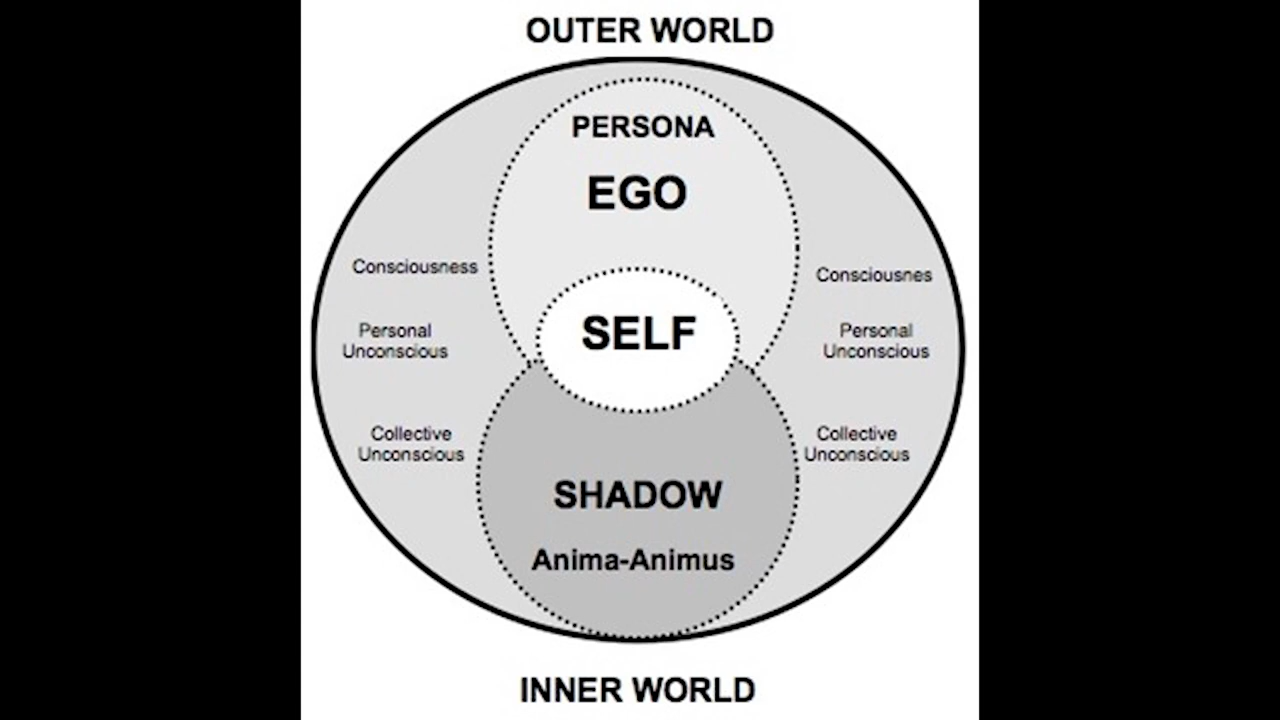 OUTER WORLD
PERSONA
EGO
Consciousness
Consciousnes
SELF
Personal
Unconscious
Personal
Unconscious
Collective
Unconscious
Collective
Unconscious
SHADOW
Anima-Animus
INNER WORLD